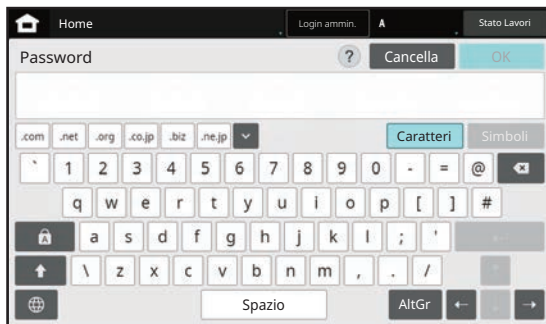 Home Login ammin. A Stato Lavori
Password ? Cancella OK
.com .net .org .co.jp .biz .ne.jp Caratteri Simboli
` 1 2 3 4 5 6 7 8 9 0 - = @
q w e r t y u i o p [ ] #
A a s d f g h j k l ; '
\ z x c v b n m , . /
Spazio AltGr ← ↓ →